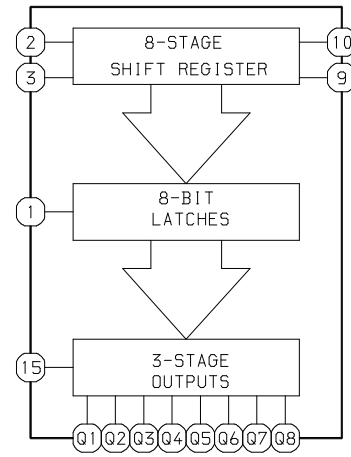 2
8-STAGE
10
3
SHIFT REGISTER
9
1
8-BIT
LATCHES
15
3-STAGE
OUTPUTS
Q1 Q2 Q3 Q4 Q5 Q6 Q7 Q8